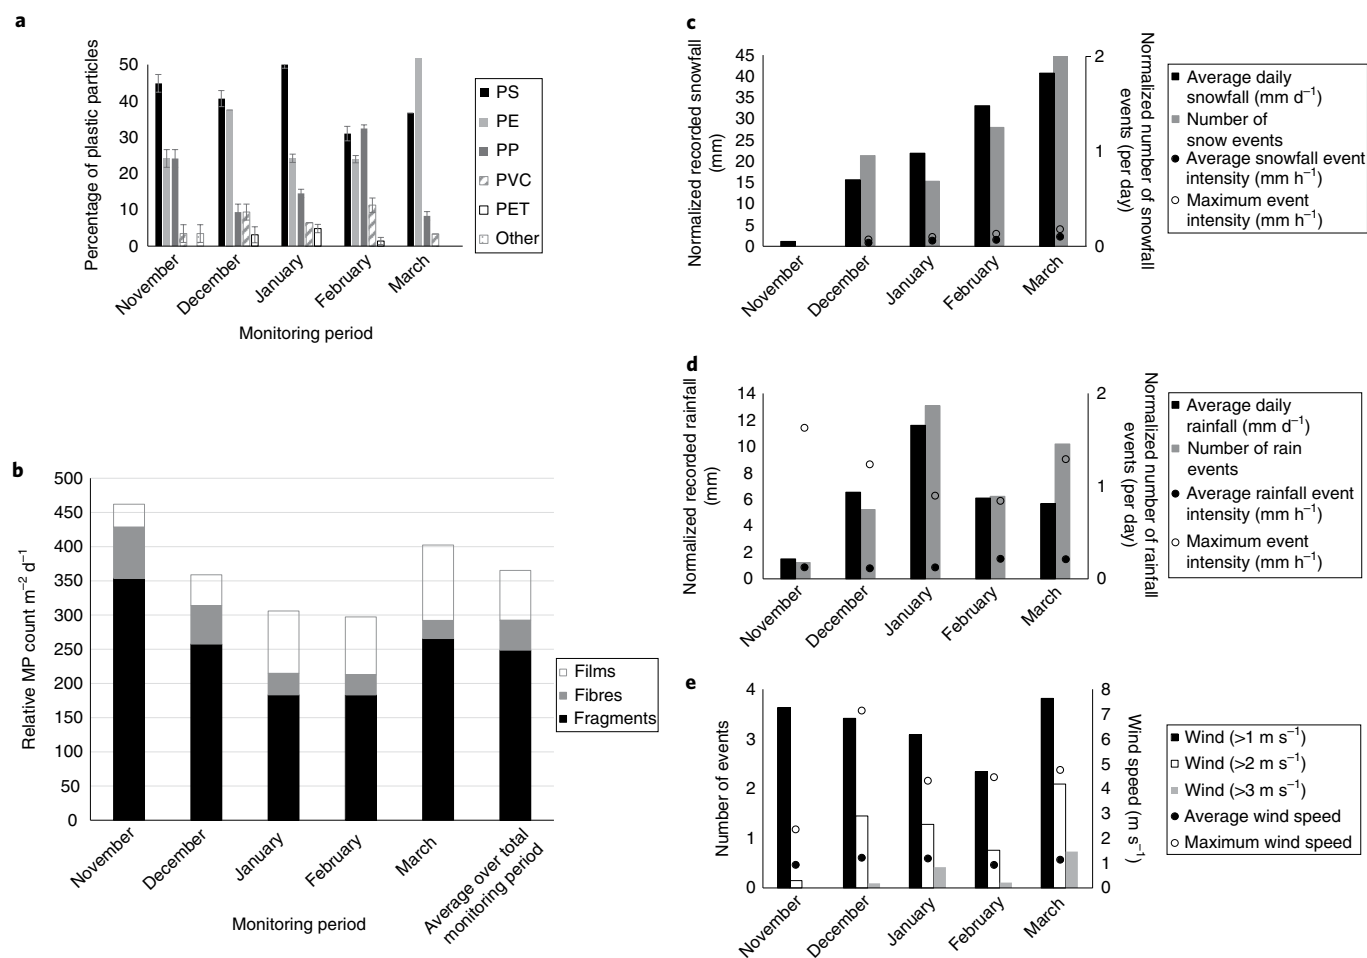 a
Percentage of plastic particles
50
40
30
20
10
0
November
December
January
February
March
Monitoring period
PS
PE
PP
PVC
PET
Other
b
Relative MP count m⁻² d⁻¹
500
450
400
350
300
250
200
150
100
50
0
November
December
January
February
March
Average over total
monitoring period
Monitoring period
Films
Fibres
Fragments
c
Normalized recorded snowfall
(mm)
45
40
35
30
25
20
15
10
5
0
November
December
January
February
March
2
1
0
Normalized number of snowfall
events (per day)
Average daily
snowfall (mm d⁻¹)
Number of
snow events
Average snowfall event
intensity (mm h⁻¹)
Maximum event
intensity (mm h⁻¹)
d
Normalized recorded rainfall
(mm)
14
12
10
8
6
4
2
0
November
December
January
February
March
2
1
0
Normalized number of rainfall
events (per day)
Average daily
rainfall (mm d⁻¹)
Number of rain
events
Average rainfall event
intensity (mm h⁻¹)
Maximum event
intensity (mm h⁻¹)
e
Number of events
4
3
2
1
0
November
December
January
February
March
8
7
6
5
4
3
2
1
0
Wind speed (m s⁻¹)
Wind (>1 m s⁻¹)
Wind (>2 m s⁻¹)
Wind (>3 m s⁻¹)
Average wind speed
Maximum wind speed